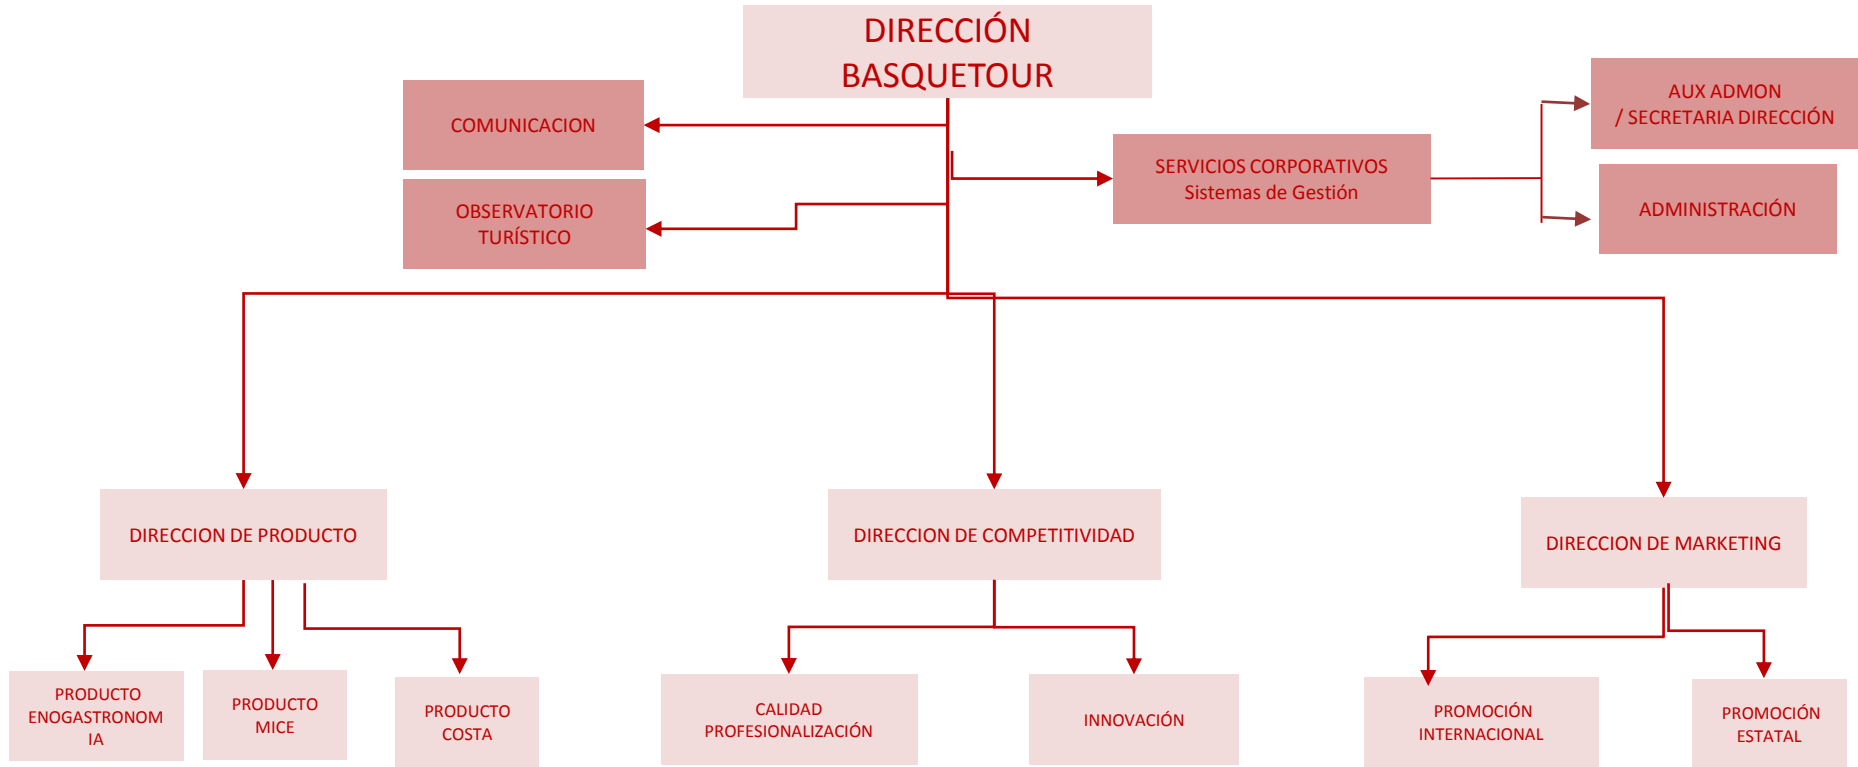 DIRECCIÓN
BASQUETOUR
COMUNICACION
OBSERVATORIO
TURÍSTICO
SERVICIOS CORPORATIVOS
Sistemas de Gestión
AUX ADMON
/ SECRETARIA DIRECCIÓN
ADMINISTRACIÓN
DIRECCION DE PRODUCTO
DIRECCION DE COMPETITIVIDAD
DIRECCION DE MARKETING
PRODUCTO
ENOGASTRONOM
IA
PRODUCTO
MICE
PRODUCTO
COSTA
CALIDAD
PROFESIONALIZACIÓN
INNOVACIÓN
PROMOCIÓN
INTERNACIONAL
PROMOCIÓN
ESTATAL